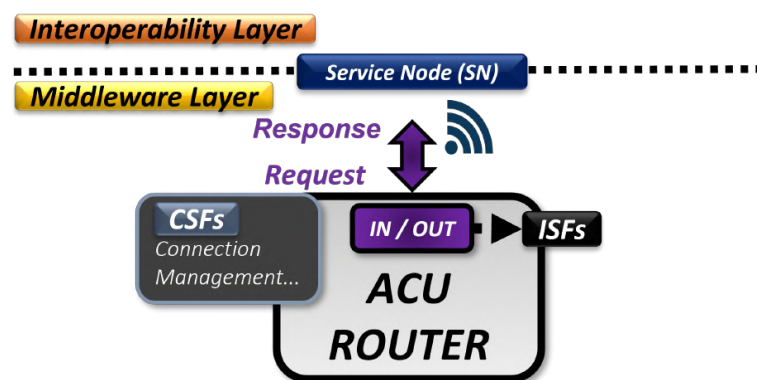 Interoperability Layer
Service Node (SN)
Middleware Layer
Response
Request
CSFs
Connection
Management...
IN / OUT
ISFs
ACU
ROUTER